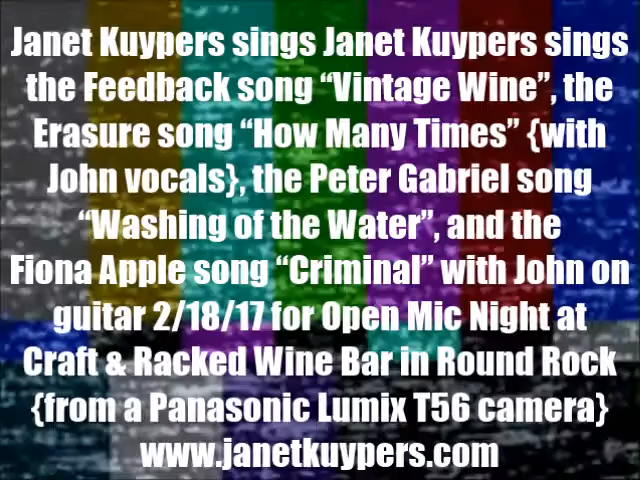 Janet Kuypers sings Janet Kuypers sings
the Feedback song “Vintage Wine”, the
Erasure song “How Many Times” {with
John vocals}, the Peter Gabriel song
“Washing of the Water”, and the
Fiona Apple song “Criminal” with John on
guitar 2/18/17 for Open Mic Night at
Craft & Racked Wine Bar in Round Rock
{from a Panasonic Lumix T56 camera}
www.janetkuypers.com